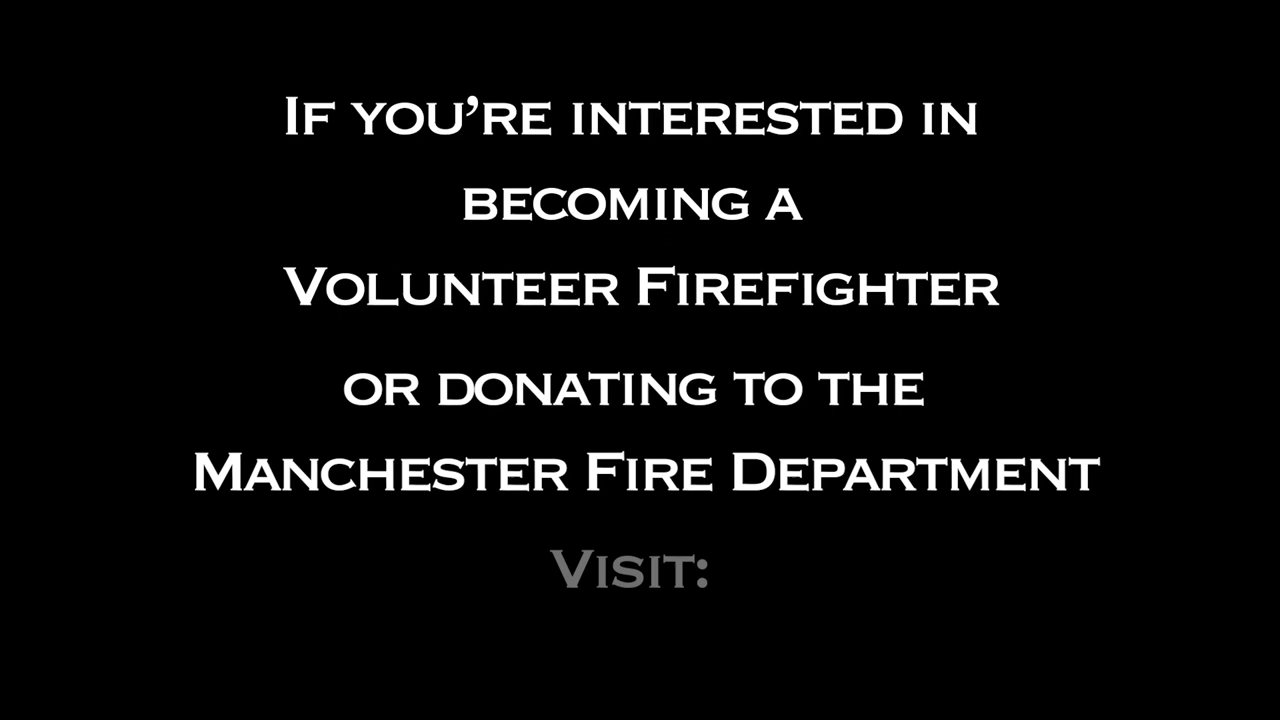 If you’re interested in
becoming a
Volunteer Firefighter
or donating to the
Manchester Fire Department
Visit: